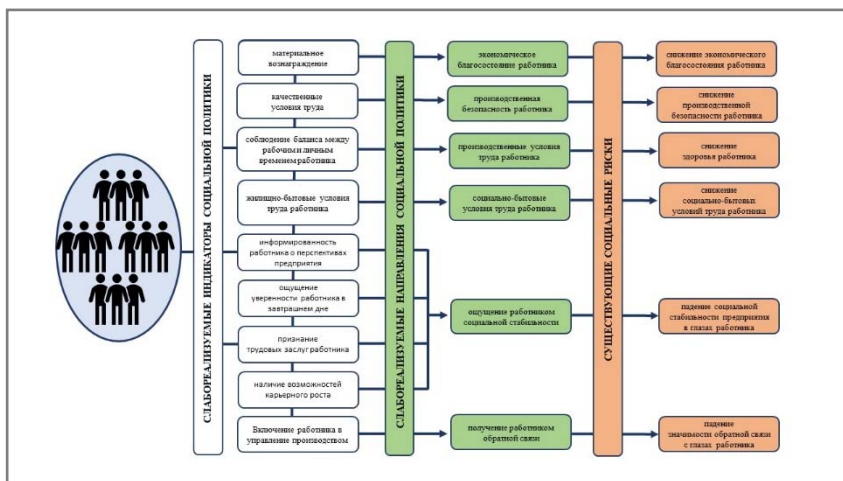 СЛАБОРЕАЛИЗУЕМЫЕ ИНДИКАТОРЫ СОЦИАЛЬНОЙ ПОЛИТИКИ
материальное
вознаграждение
качественные
условия труда
соблюдение баланса между
рабочим и личным
временем работника
жилищно-бытовые условия
труда работника
информированность
работника о перспективах
предприятия
ощущение
уверенности работника в
завтрашнем дне
признание
трудовых заслуг работника
наличие возможностей
карьерного роста
Включение работника в
управление производством
СЛАБОРЕАЛИЗУЕМЫЕ НАПРАВЛЕНИЯ СОЦИАЛЬНОЙ ПОЛИТИКИ
экономическое
благосостояние работника
производственная
безопасность работника
производственные условия
труда работника
социально-бытовые
условия труда работника
ощущение работником
социальной стабильности
получение работником
обратной связи
СУЩЕСТВУЮЩИЕ СОЦИАЛЬНЫЕ РИСКИ
снижение экономического
благосостояния работника
снижение
производственной
безопасности работника
снижение
здоровья работника
снижение
социально-бытовых
условий труда работника
падение социальной
стабильности предприятия
в глазах работника
падение
значимости обратной связи
с глазах работника